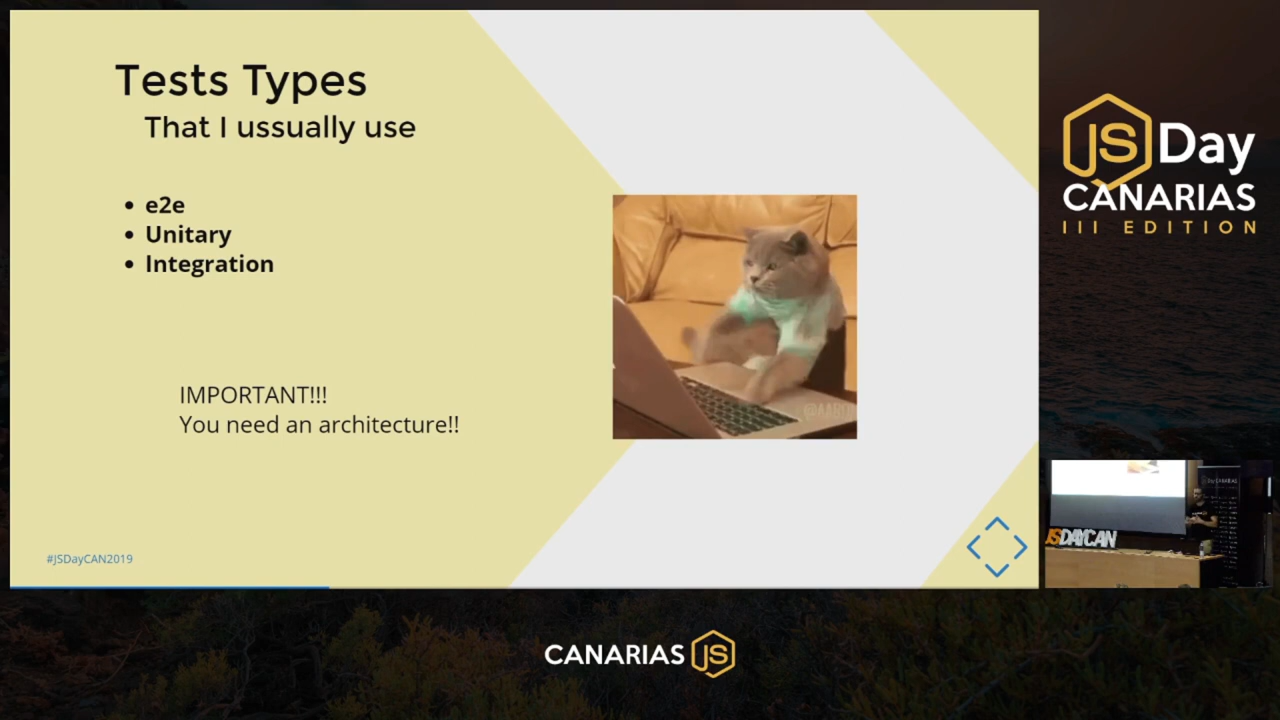 Tests Types
That I ussually use
e2e
Unitary
Integration
IMPORTANT!!!
You need an architecture!!
#JSDayCAN2019
JS Day
CANARIAS
III EDITION
JSDAYCAN
CANARIAS JS